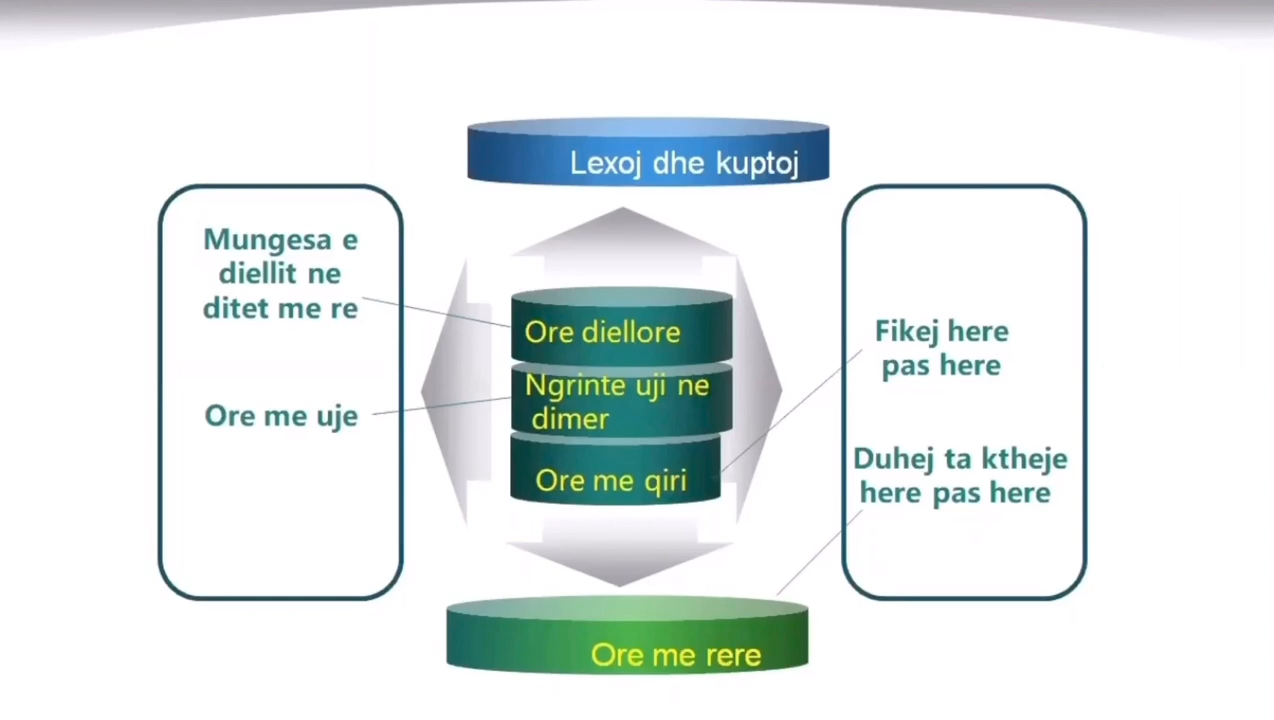 Lexoj dhe kuptoj
Mungesa e
diellit ne
ditet me re
Ore me uje
Ore diellore
Ngrinte uji ne
dimer
Ore me qiri
Fikej here
pas here
Duhej ta ktheje
here pas here
Ore me rere